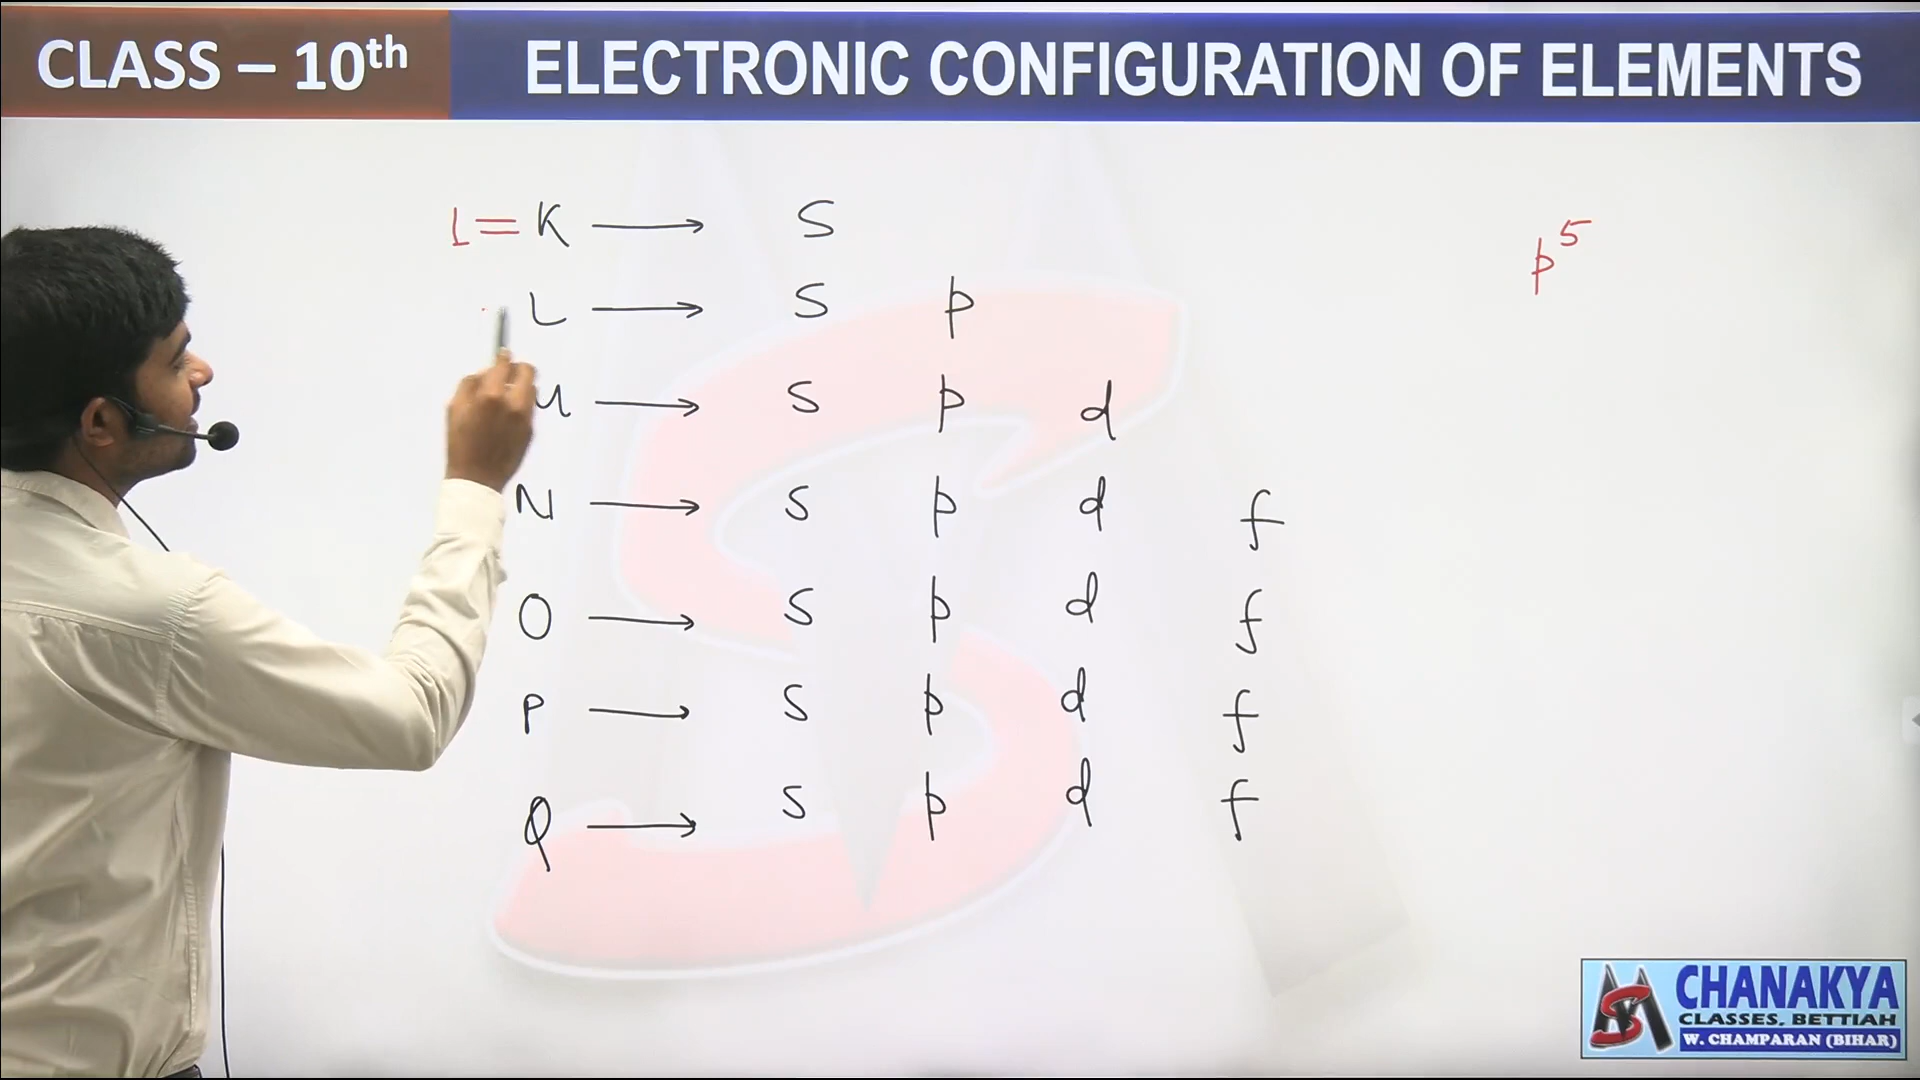 CLASS – 10th ELECTRONIC CONFIGURATION OF ELEMENTS
1 = K → s
p⁵
L → s p
M → s p d
N → s p d f
O → s p d f
P → s p d f
Q → s p d f
CHANAKYA
CLASSES, BETTIAH
W. CHAMPARAN (BIHAR)